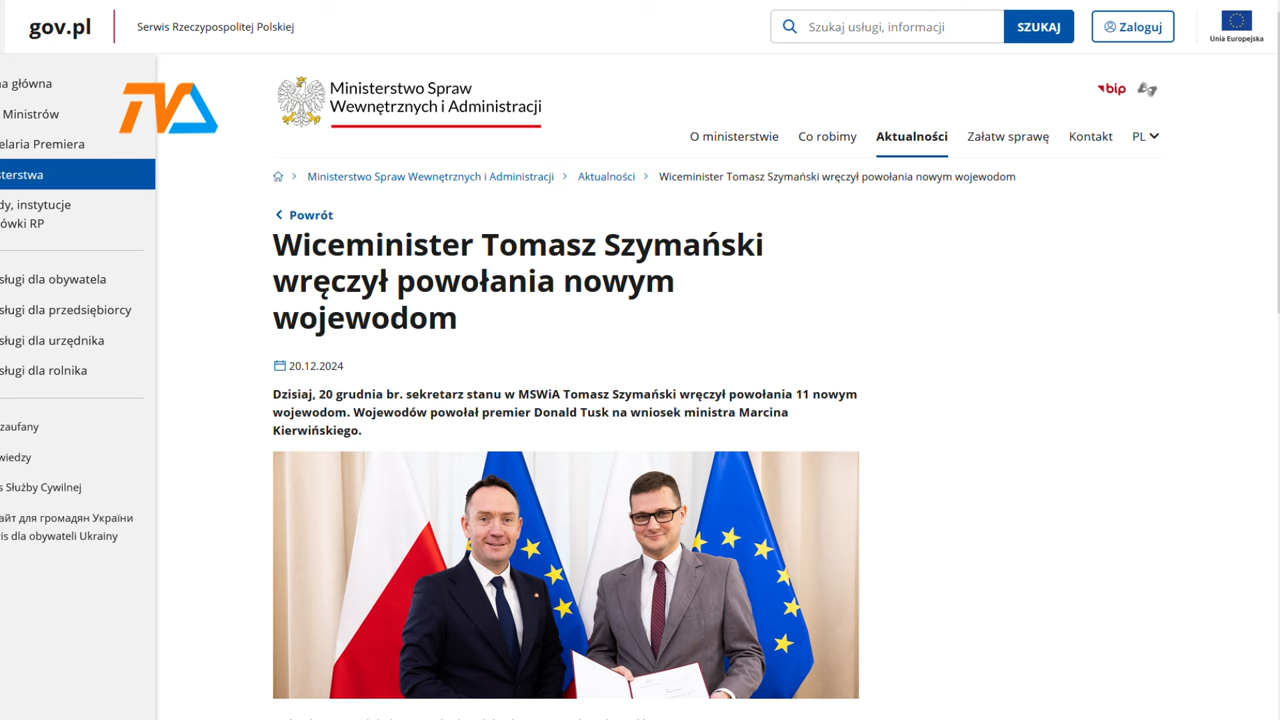 gov.pl
Serwis Rzeczypospolitej Polskiej
Szukaj usługi, informacji
SZUKAJ
Zaloguj
Unia Europejska
na główna
Ministrów
elaria Premiera
sterstwa
dy, instytucje
ówki RP
sługi dla obywatela
sługi dla przedsiębiorcy
sługi dla urzędnika
sługi dla rolnika
zaufany
wiedzy
s Służby Cywilnej
айт для громадян України
is dla obywateli Ukrainy
TVA
Ministerstwo Spraw
Wewnętrznych i Administracji
bip
O ministerstwie
Co robimy
Aktualności
Załatw sprawę
Kontakt
PL
Ministerstwo Spraw Wewnętrznych i Administracji > Aktualności > Wiceminister Tomasz Szymański wręczył powołania nowym wojewodom
Powrót
Wiceminister Tomasz Szymański
wręczył powołania nowym
wojewodom
20.12.2024
Dzisiaj, 20 grudnia br. sekretarz stanu w MSWiA Tomasz Szymański wręczył powołania 11 nowym
wojewodom. Wojewodów powołał premier Donald Tusk na wniosek ministra Marcina
Kierwińskiego.